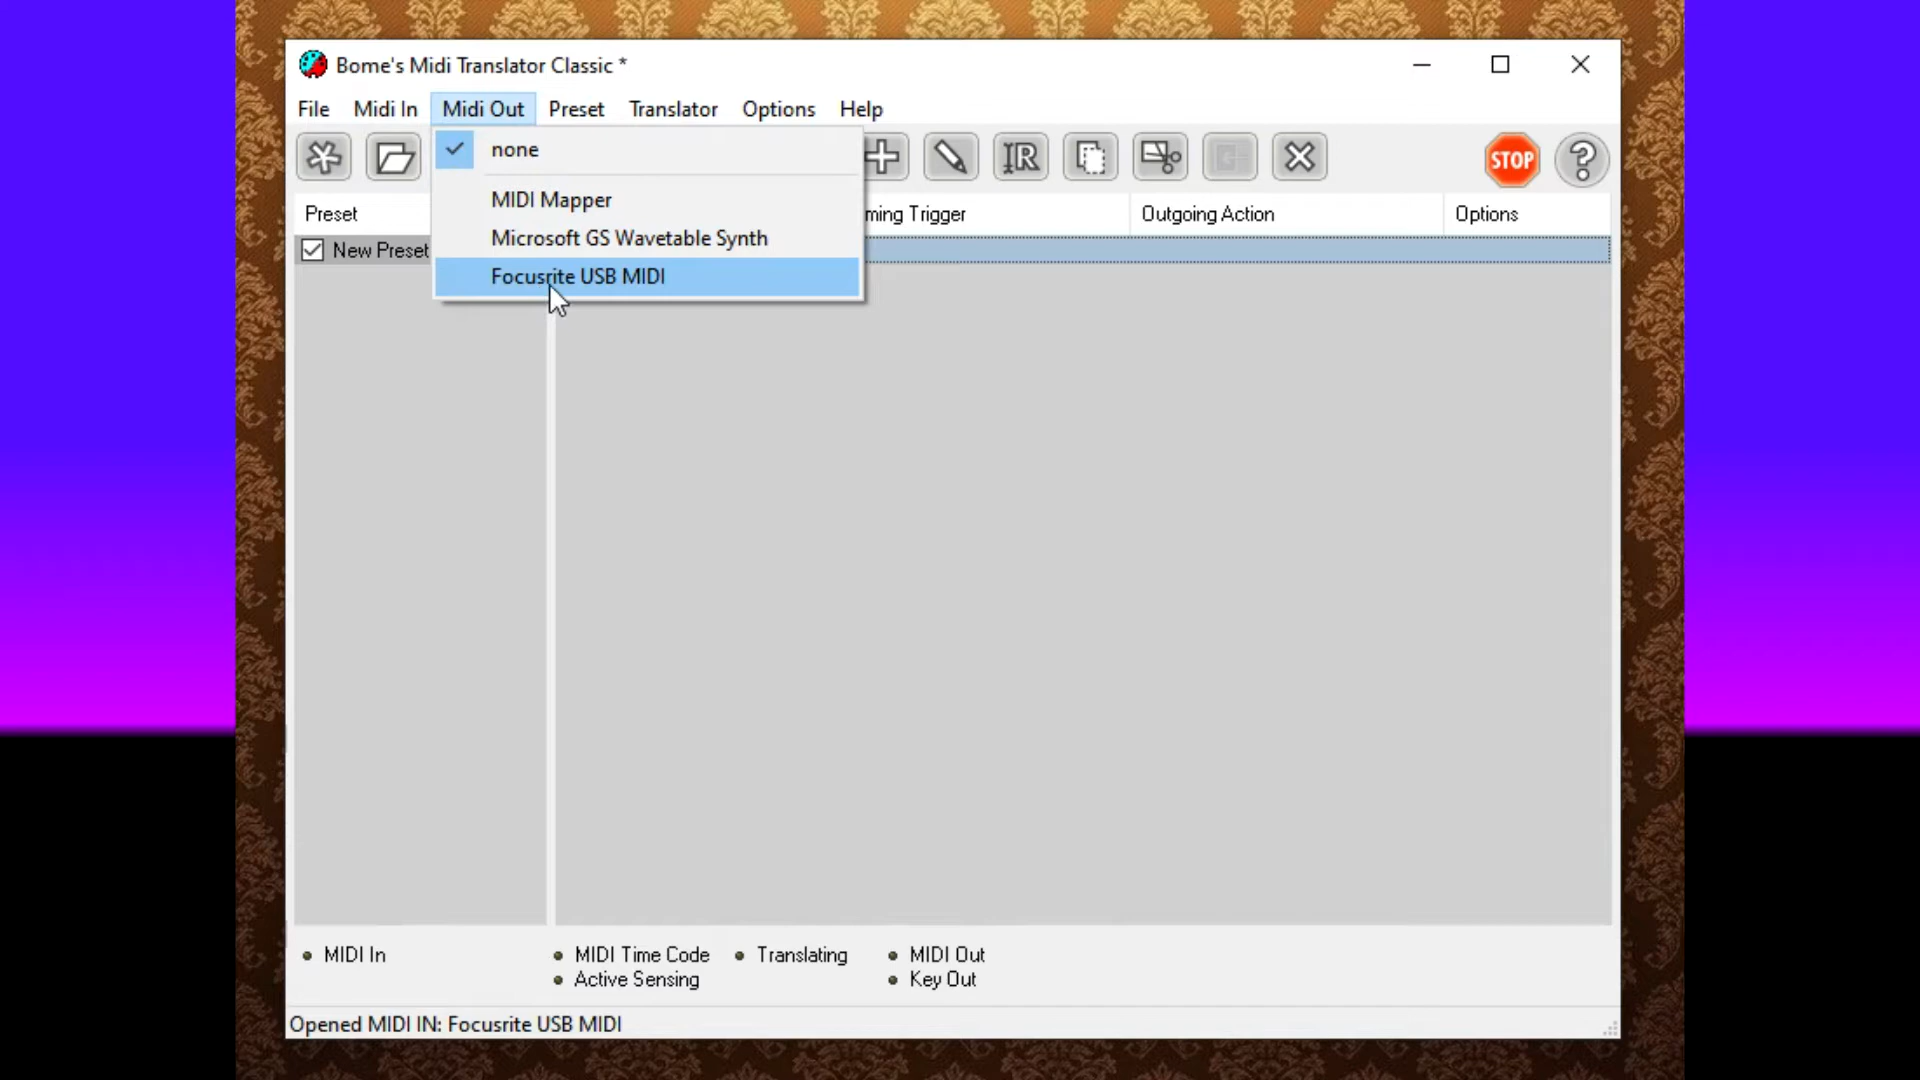 Bome's Midi Translator Classic *
File Midi In Midi Out Preset Translator Options Help
none
MIDI Mapper
Microsoft GS Wavetable Synth
Focusrite USB MIDI
R
STOP
?
Preset ming Trigger Outgoing Action Options
New Preset
MIDI In MIDI Time Code Translating MIDI Out
Active Sensing Key Out
Opened MIDI IN: Focusrite USB MIDI